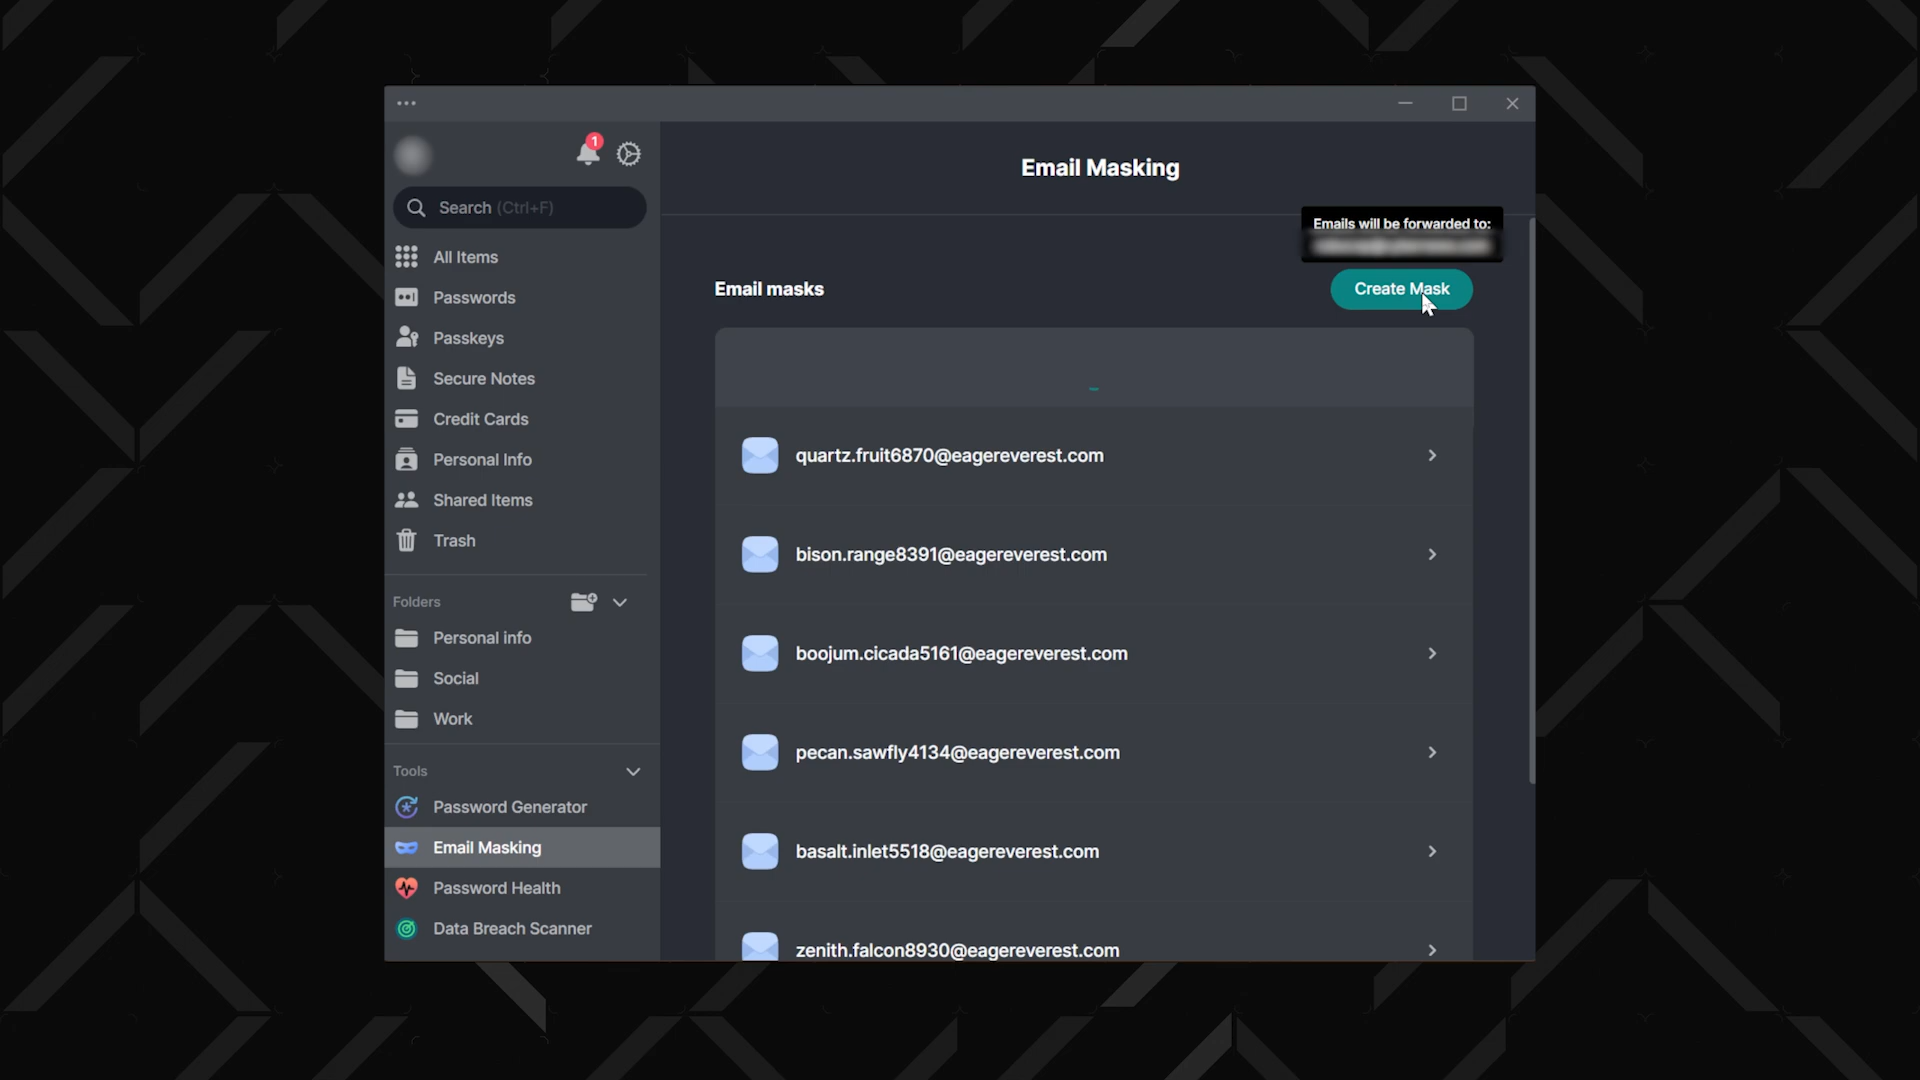 1
Search (Ctrl+F)
All Items
Passwords
Passkeys
Secure Notes
Credit Cards
Personal Info
Shared Items
Trash
Folders
Personal info
Social
Work
Tools
Password Generator
Email Masking
Password Health
Data Breach Scanner
Email Masking
Emails will be forwarded to:
Email masks
Create Mask
quartz.fruit6870@eagereverest.com
bison.range8391@eagereverest.com
boojum.cicada5161@eagereverest.com
pecan.sawfly4134@eagereverest.com
basalt.inlet5518@eagereverest.com
zenith.falcon8930@eagereverest.com